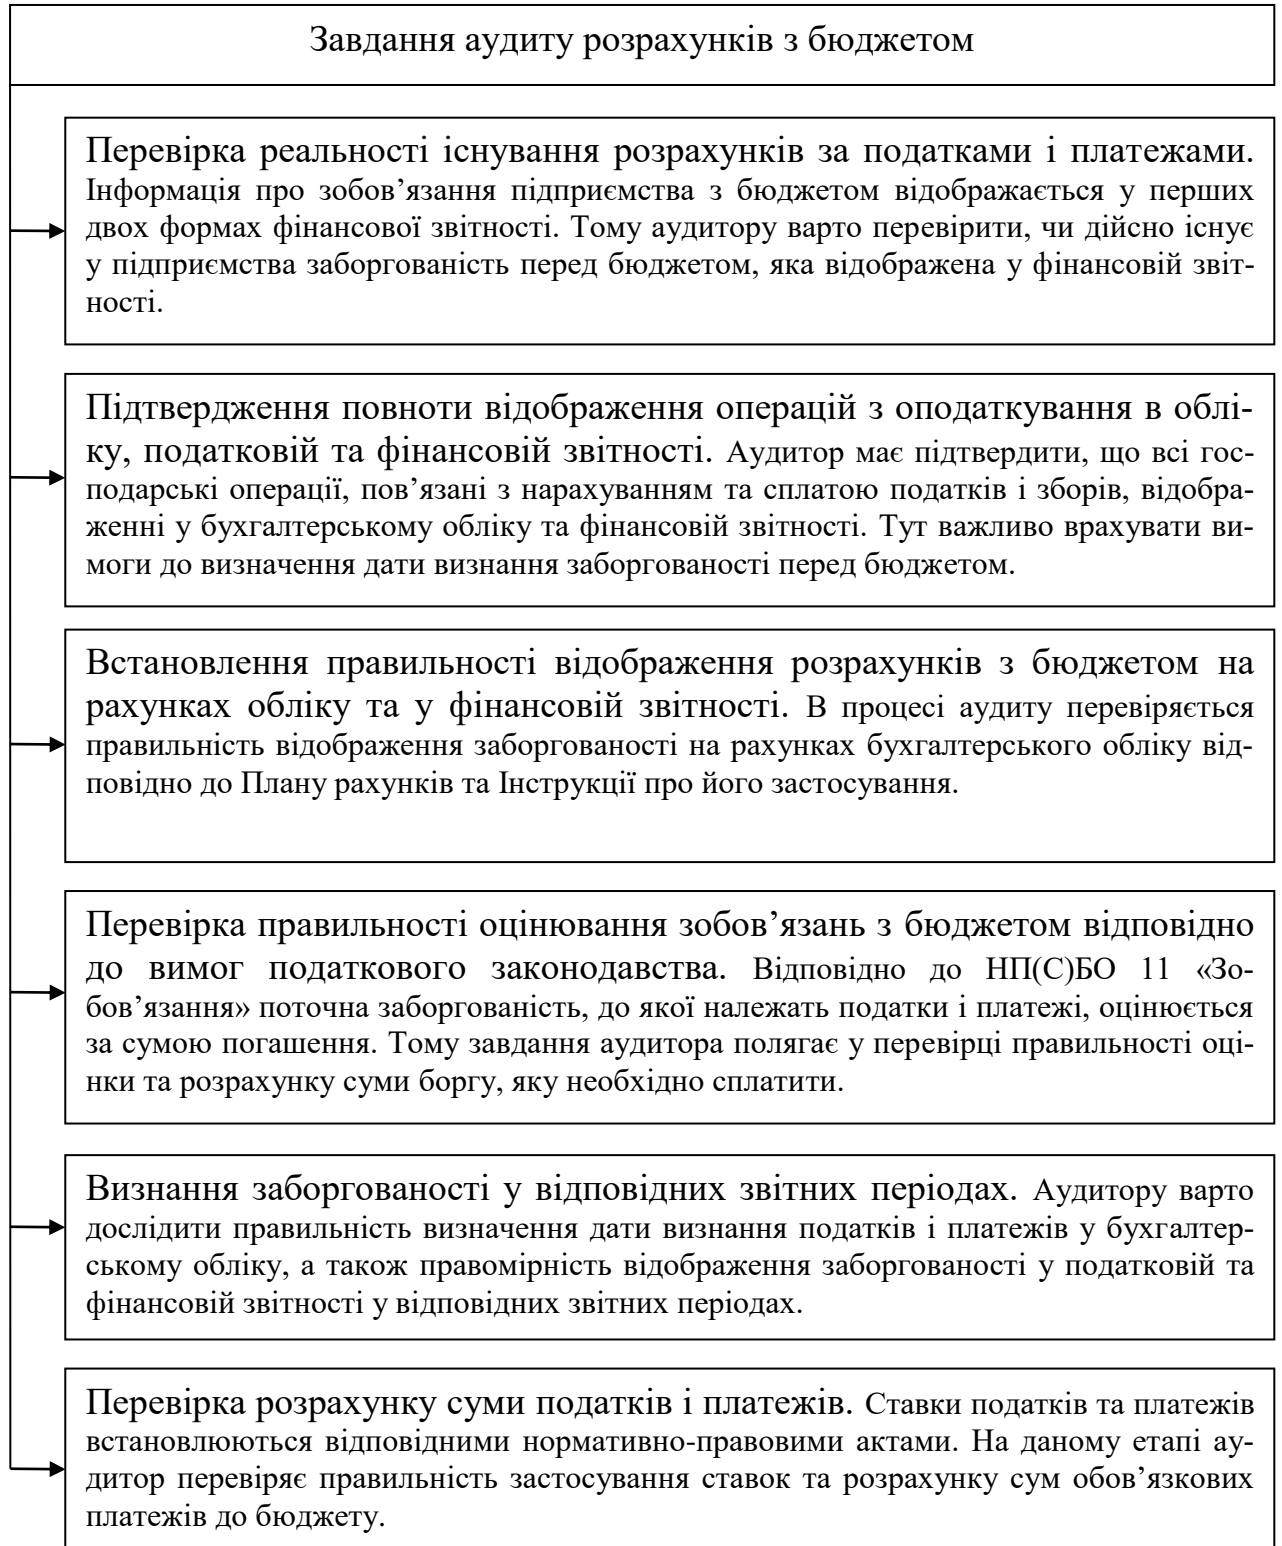 Завдання аудиту розрахунків з бюджетом
Перевірка реальності існування розрахунків за податками і платежами.
Інформація про зобов’язання підприємства з бюджетом відображається у перших
двох формах фінансової звітності. Тому аудитору варто перевірити, чи дійсно існує
у підприємства заборгованість перед бюджетом, яка відображена у фінансовій звіт-
ності.
Підтвердження повноти відображення операцій з оподаткування в облі-
ку, податковій та фінансовій звітності. Аудитор має підтвердити, що всі гос-
подарські операції, пов’язані з нарахуванням та сплатою податків і зборів, відобра-
женні у бухгалтерському обліку та фінансовій звітності. Тут важливо врахувати ви-
моги до визначення дати визнання заборгованості перед бюджетом.
Встановлення правильності відображення розрахунків з бюджетом на
рахунках обліку та у фінансовій звітності. В процесі аудиту перевіряється
правильність відображення заборгованості на рахунках бухгалтерського обліку від-
повідно до Плану рахунків та Інструкції про його застосування.
Перевірка правильності оцінювання зобов’язань з бюджетом відповідно
до вимог податкового законодавства. Відповідно до НП(С)БО 11 «Зо-
бов’язання» поточна заборгованість, до якої належать податки і платежі, оцінюється
за сумою погашення. Тому завдання аудитора полягає у перевірці правильності оці-
нки та розрахунку суми боргу, яку необхідно сплатити.
Визнання заборгованості у відповідних звітних періодах. Аудитору варто
дослідити правильність визначення дати визнання податків і платежів у бухгалтер-
ському обліку, а також правомірність відображення заборгованості у податковій та
фінансовій звітності у відповідних звітних періодах.
Перевірка розрахунку суми податків і платежів. Ставки податків та платежів
встановлюються відповідними нормативно-правовими актами. На даному етапі ау-
дитор перевіряє правильність застосування ставок та розрахунку сум обов’язкових
платежів до бюджету.